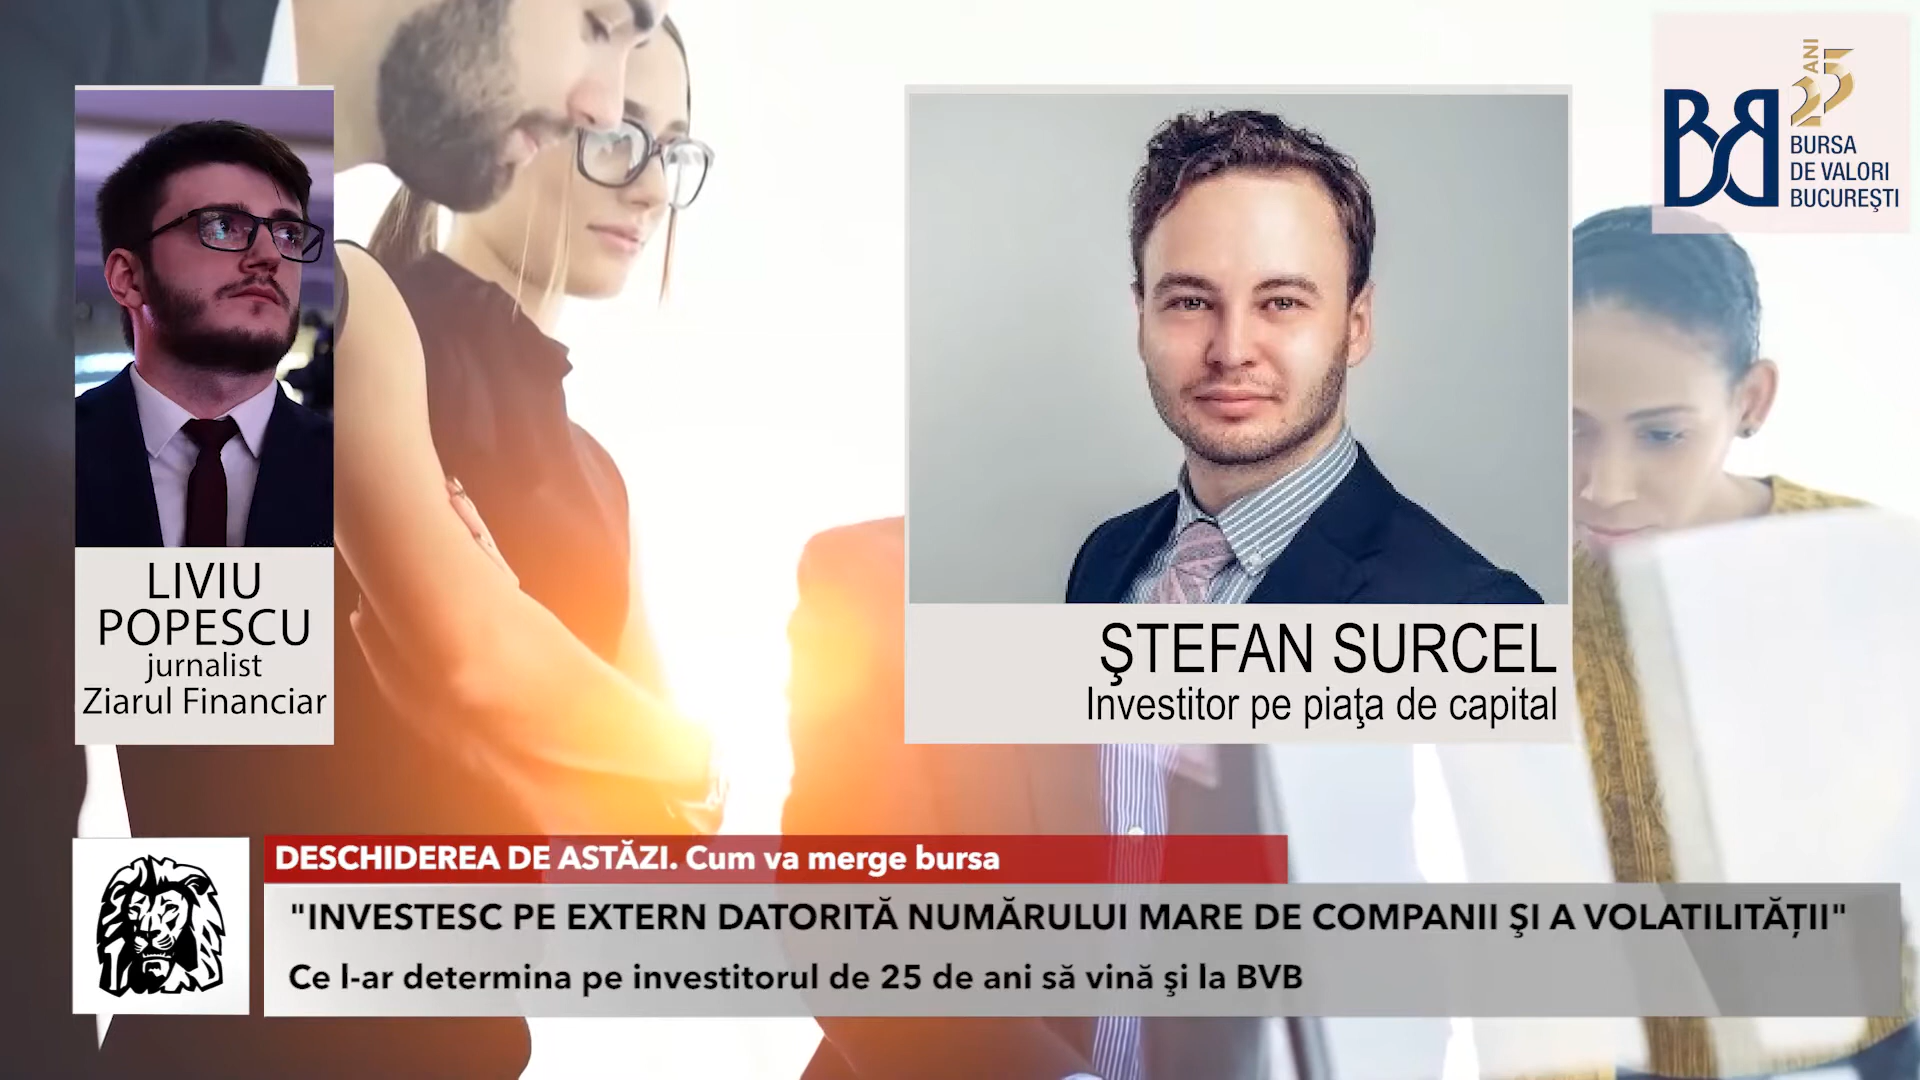 25 ANI
BURSA
DE VALORI
BUCUREŞTI
LIVIU
POPESCU
jurnalist
Ziarul Financiar
ŞTEFAN SURCEL
Investitor pe piaţa de capital
DESCHIDEREA DE ASTĂZI. Cum va merge bursa
"INVESTESC PE EXTERN DATORITĂ NUMĂRULUI MARE DE COMPANII ŞI A VOLATILITĂȚII"
Ce l-ar determina pe investitorul de 25 de ani să vină şi la BVB